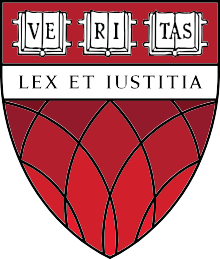 VE RI TAS
LEX ET IUSTITIA